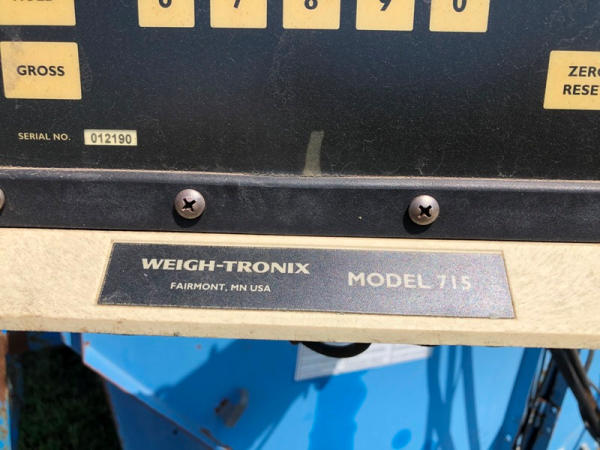 6 7 8 9 0
GROSS
ZERO
RESE
SERIAL NO. 012190
WEIGH-TRONIX MODEL 715
FAIRMONT, MN USA